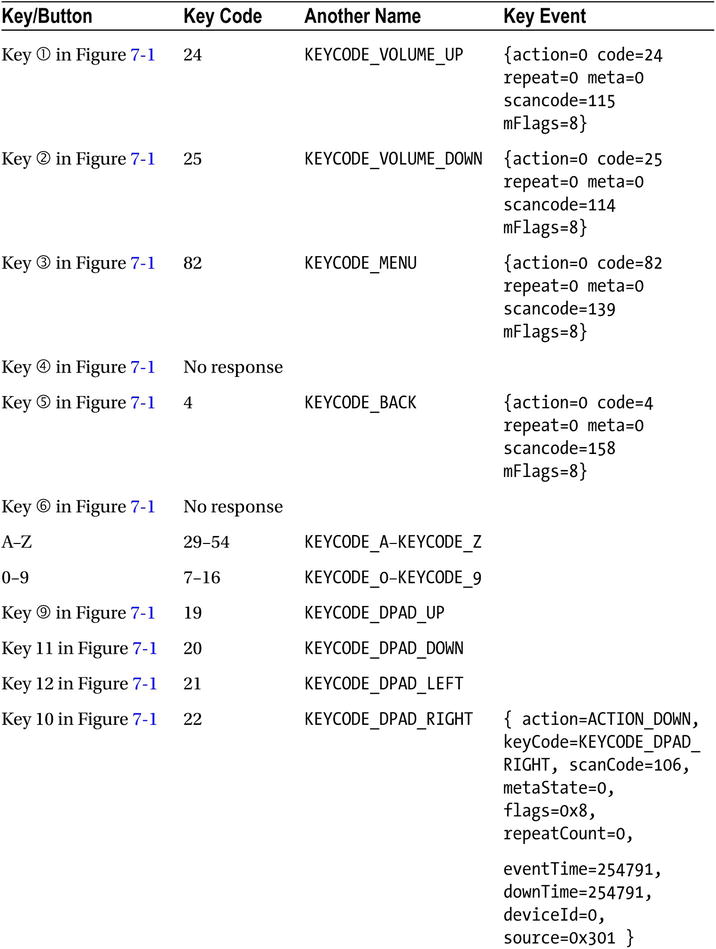 Key/Button Key Code Another Name Key Event
Key ① in Figure 7-1 24 KEYCODE_VOLUME_UP {action=0 code=24
repeat=0 meta=0
scancode=115
mFlags=8}
Key ② in Figure 7-1 25 KEYCODE_VOLUME_DOWN {action=0 code=25
repeat=0 meta=0
scancode=114
mFlags=8}
Key ③ in Figure 7-1 82 KEYCODE_MENU {action=0 code=82
repeat=0 meta=0
scancode=139
mFlags=8}
Key ④ in Figure 7-1 No response
Key ⑤ in Figure 7-1 4 KEYCODE_BACK {action=0 code=4
repeat=0 meta=0
scancode=158
mFlags=8}
Key ⑥ in Figure 7-1 No response
A–Z 29–54 KEYCODE_A–KEYCODE_Z
0–9 7–16 KEYCODE_0–KEYCODE_9
Key ⑨ in Figure 7-1 19 KEYCODE_DPAD_UP
Key 11 in Figure 7-1 20 KEYCODE_DPAD_DOWN
Key 12 in Figure 7-1 21 KEYCODE_DPAD_LEFT
Key 10 in Figure 7-1 22 KEYCODE_DPAD_RIGHT { action=ACTION_DOWN,
keyCode=KEYCODE_DPAD_
RIGHT, scanCode=106,
metaState=0,
flags=0x8,
repeatCount=0,
eventTime=254791,
downTime=254791,
deviceId=0,
source=0x301 }